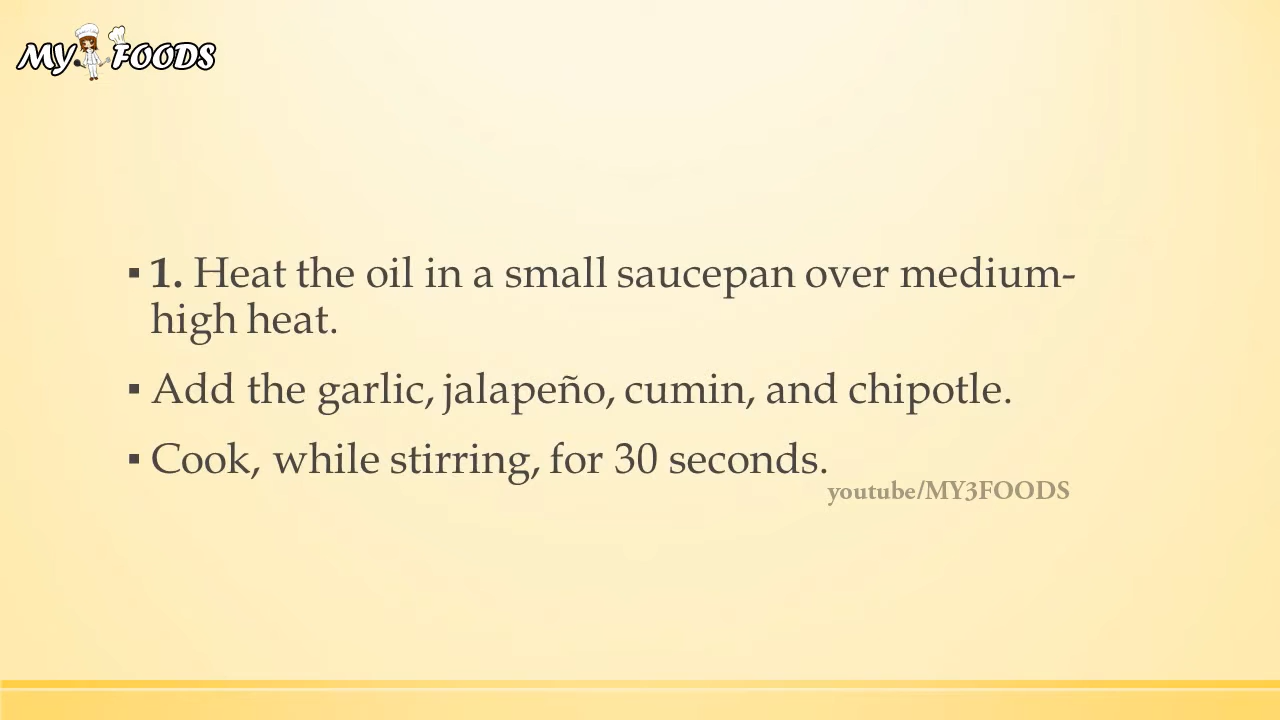 MY FOODS
▪ 1. Heat the oil in a small saucepan over medium-
high heat.
▪ Add the garlic, jalapeño, cumin, and chipotle.
▪ Cook, while stirring, for 30 seconds.
youtube/MY3FOODS